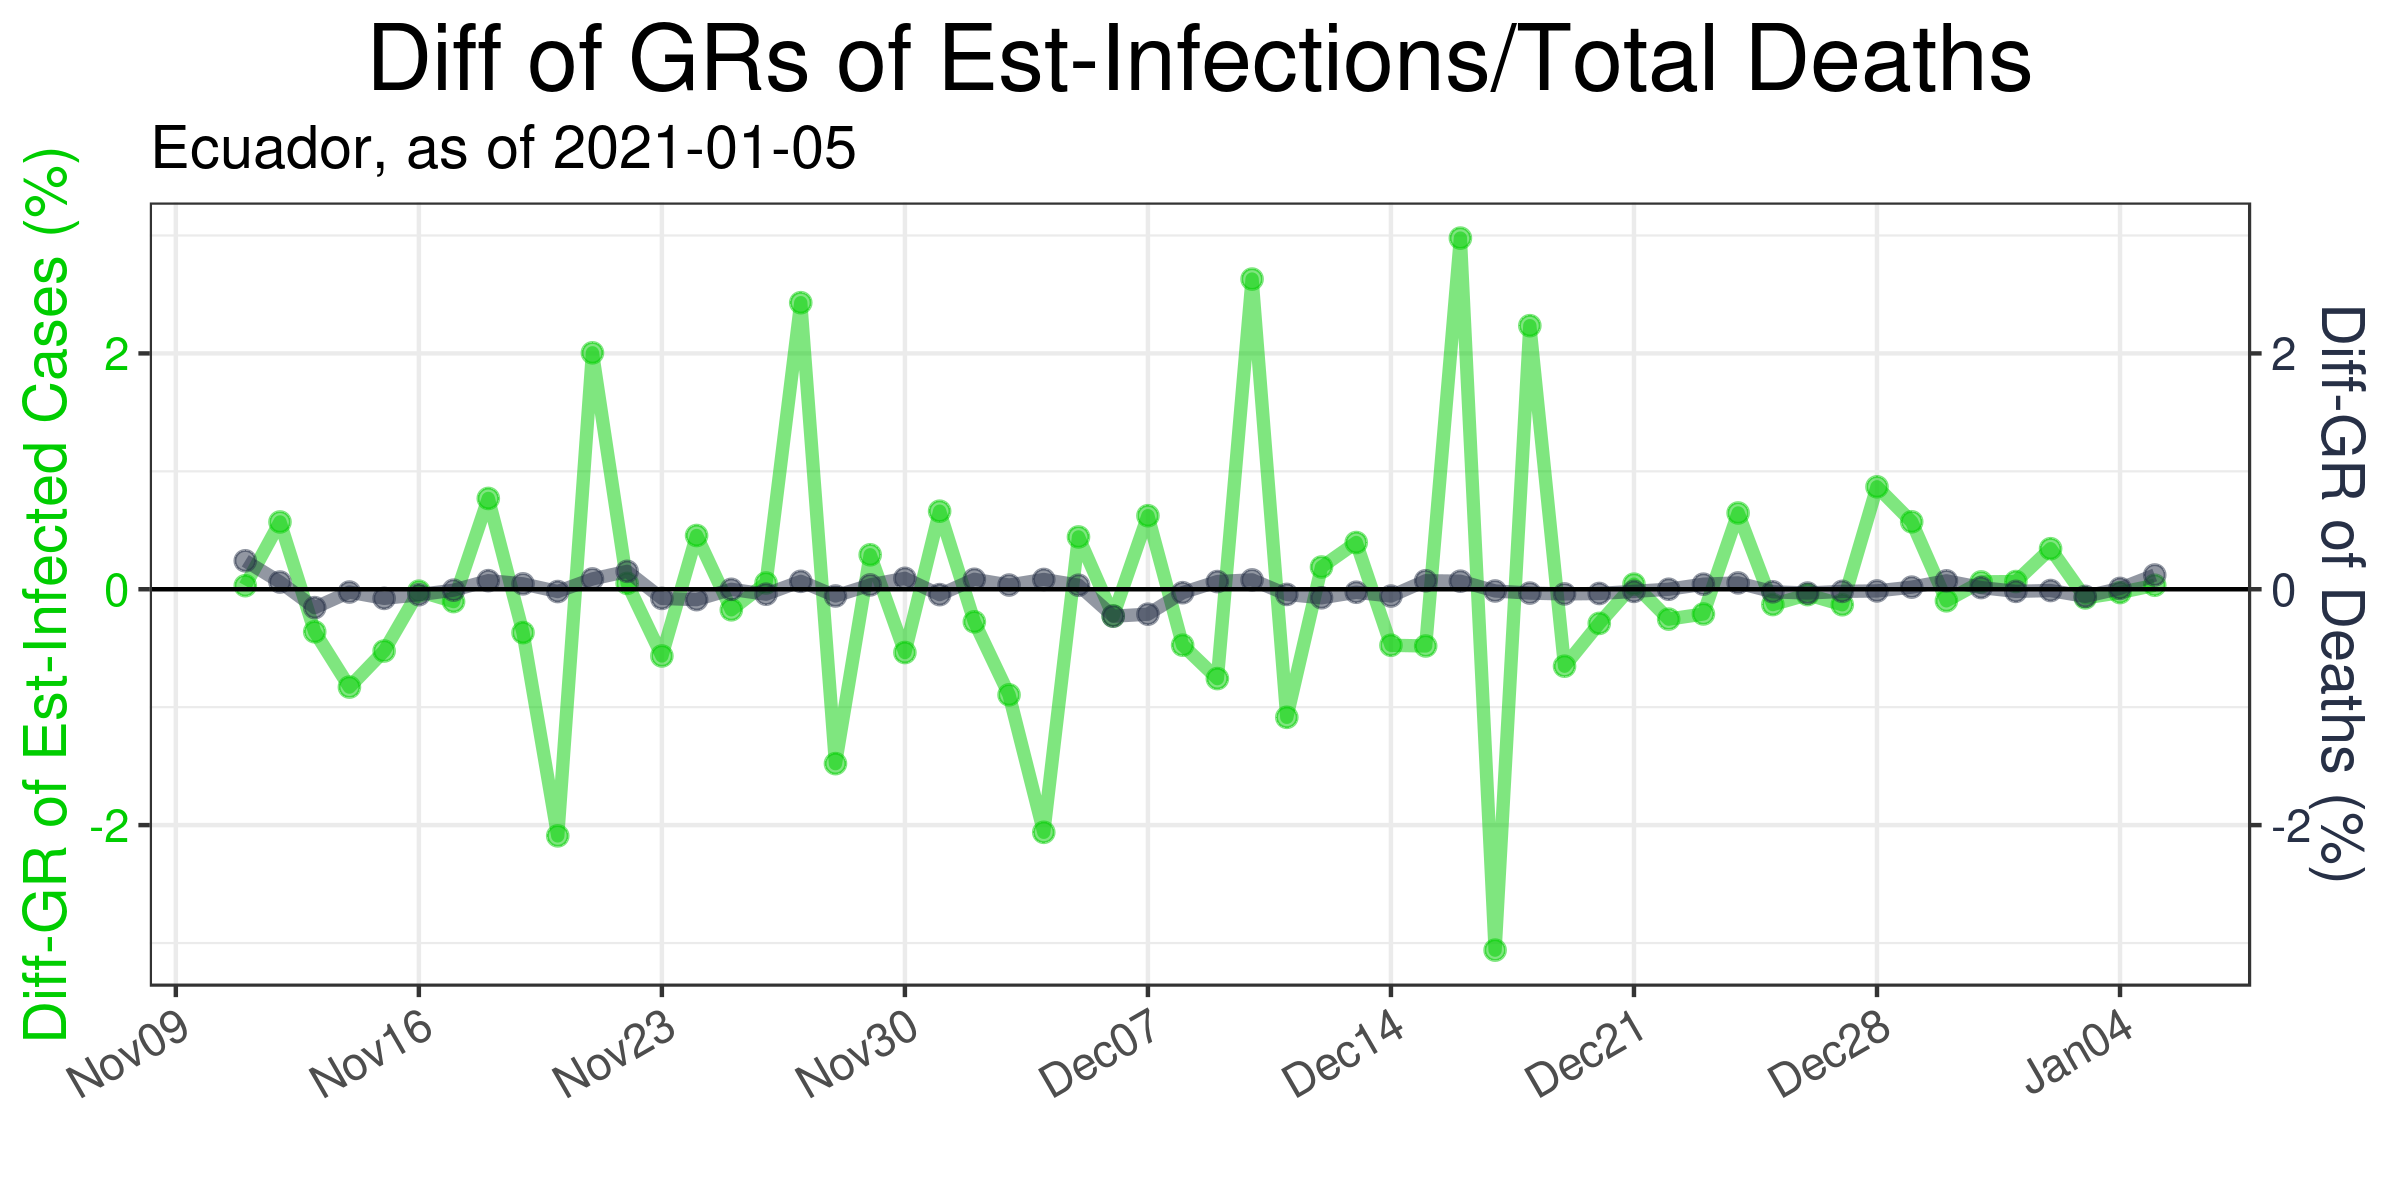 Diff of GRs of Est-Infections/Total Deaths
Ecuador, as of 2021-01-05
Diff-GR of Est-Infected Cases (%)
2
0
-2
2
0
-2
Diff-GR of Deaths (%)
Nov09
Nov16
Nov23
Nov30
Dec07
Dec14
Dec21
Dec28
Jan04